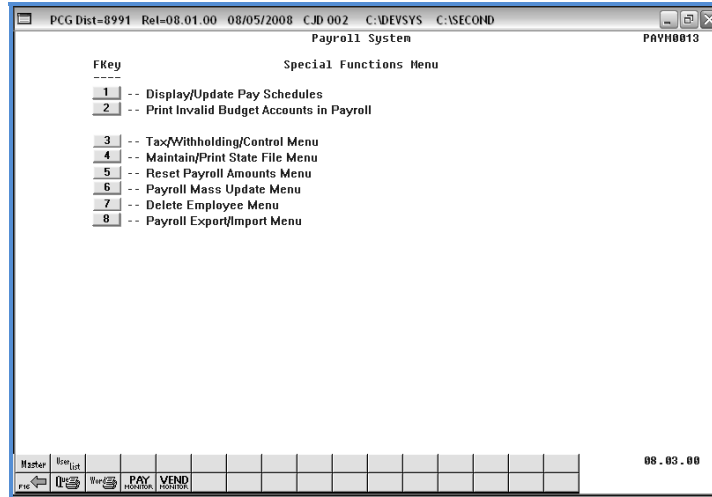 PCG Dist=8991 Rel=08.01.00 08/05/2008 CJD 002 C:\DEVSYS C:\SECOND
Payroll System PAYM0013
FKey Special Functions Menu
----
1 -- Display/Update Pay Schedules
2 -- Print Invalid Budget Accounts in Payroll
3 -- Tax/Withholding/Control Menu
4 -- Maintain/Print State File Menu
5 -- Reset Payroll Amounts Menu
6 -- Payroll Mass Update Menu
7 -- Delete Employee Menu
8 -- Payroll Export/Import Menu
Master User List 08.03.00
F16 Que Word PAY MONITOR VEND MONITOR